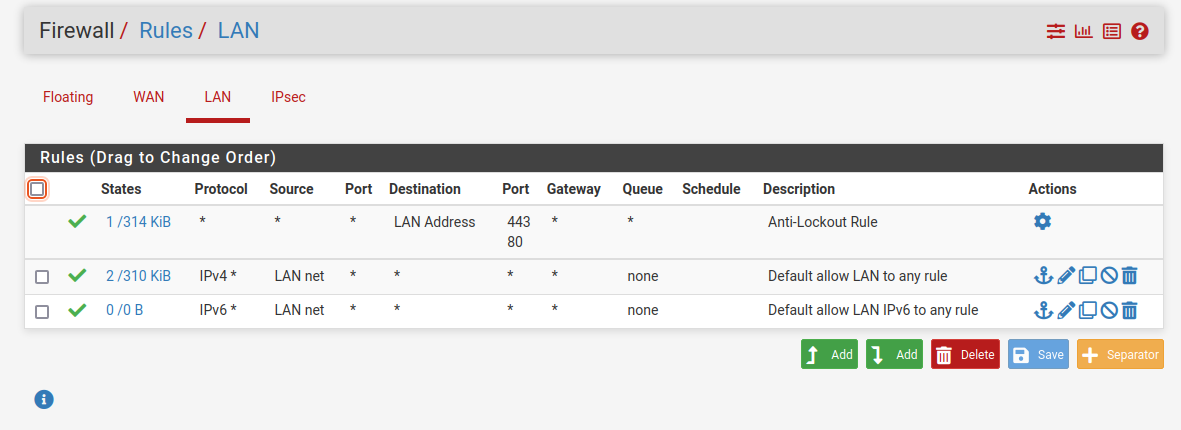 Firewall / Rules / LAN
Floating WAN LAN IPsec
Rules (Drag to Change Order)
States Protocol Source Port Destination Port Gateway Queue Schedule Description Actions
1 /314 KiB * * * LAN Address 443 * * Anti-Lockout Rule
80
2 /310 KiB IPv4 * LAN net * * * * none Default allow LAN to any rule
0 /0 B IPv6 * LAN net * * * * none Default allow LAN IPv6 to any rule
Add Add Delete Save Separator